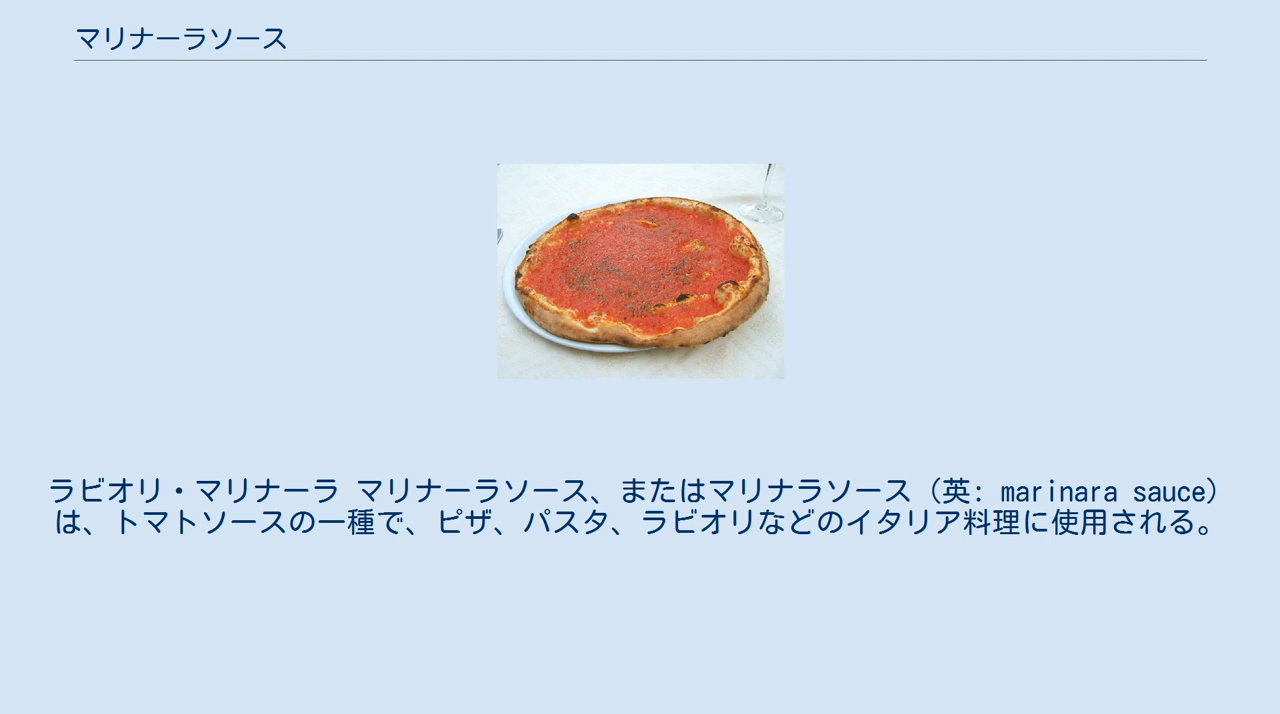 マリナーラソース
ラビオリ・マリナーラ マリナーラソース、またはマリナラソース（英: marinara sauce）
は、トマトソースの一種で、ピザ、パスタ、ラビオリなどのイタリア料理に使用される。